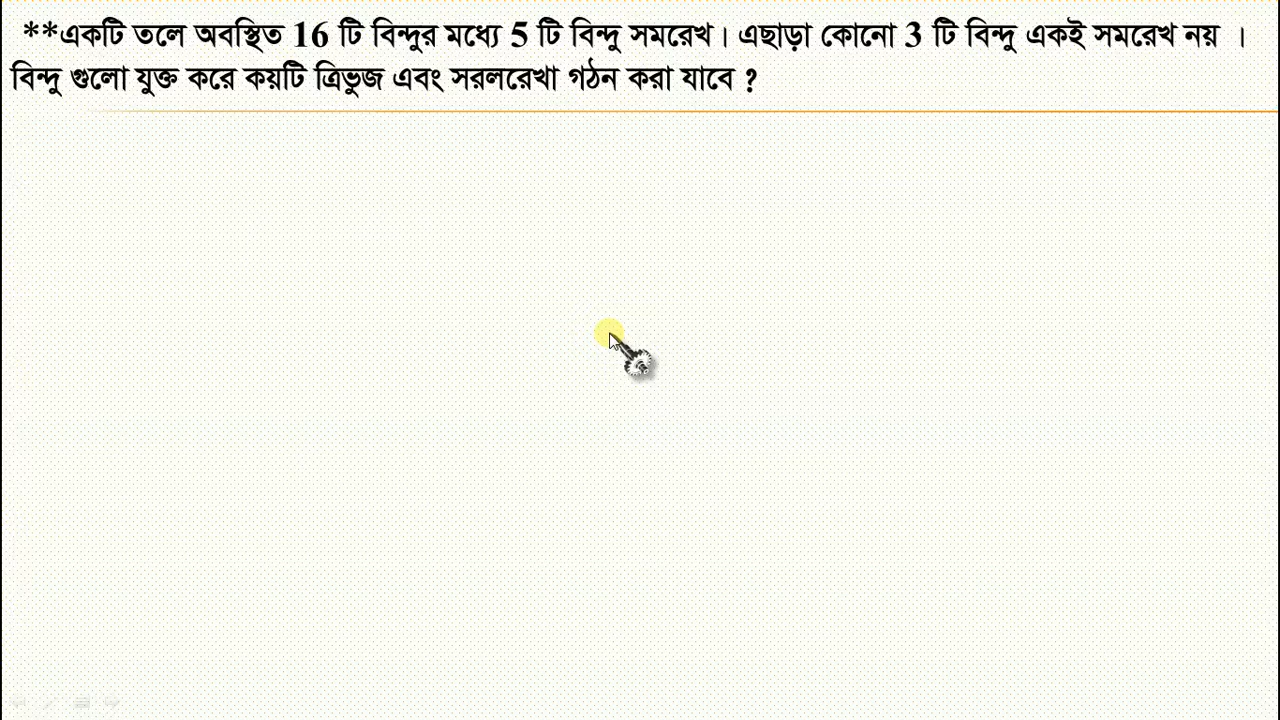 **একটি তলে অবস্থিত 16 টি বিন্দুর মধ্যে 5 টি বিন্দু সমরেখ। এছাড়া কোনো 3 টি বিন্দু একই সমরেখ নয় ।
বিন্দু গুলো যুক্ত করে কয়টি ত্রিভুজ এবং সরলরেখা গঠন করা যাবে ?